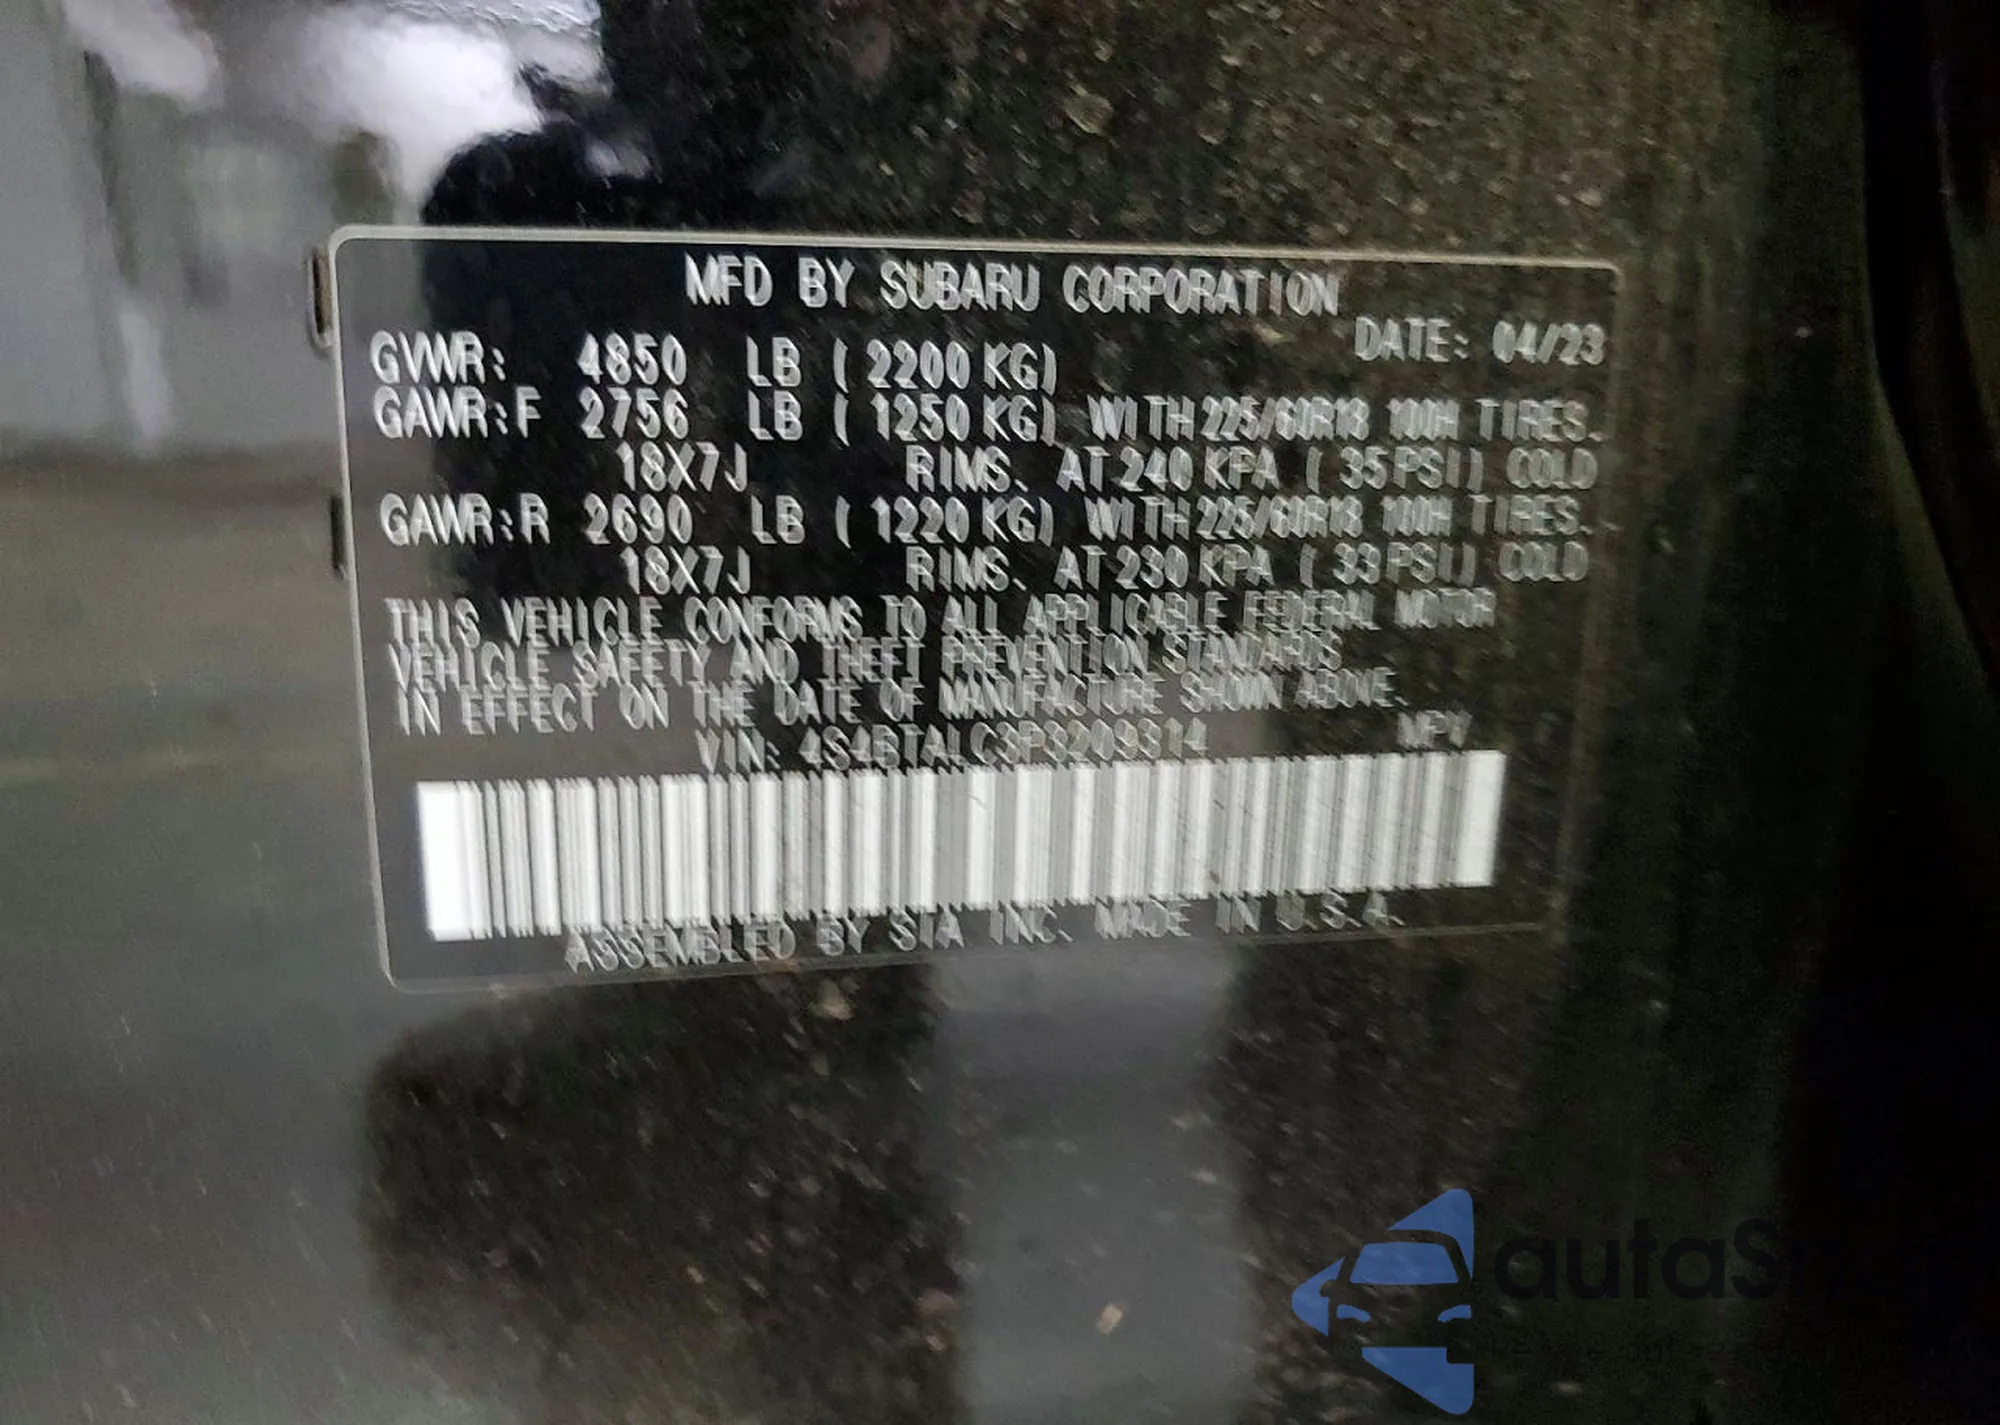 MFD BY SUBARU CORPORATION
DATE: 04/23
GVWR: 4850 LB ( 2200 KG)
GAWR:F 2756 LB ( 1250 KG) WITH 225/60R18 100H TIRES.
18X7J RIMS. AT 240 KPA ( 35 PSI) COLD
GAWR:R 2690 LB ( 1220 KG) WITH 225/60R18 100H TIRES.
18X7J RIMS. AT 230 KPA ( 33 PSI) COLD
THIS VEHICLE CONFORMS TO ALL APPLICABLE FEDERAL MOTOR
VEHICLE SAFETY AND THEFT PREVENTION STANDARDS
IN EFFECT ON THE DATE OF MANUFACTURE SHOWN ABOVE.
VIN: 4S4BTALC3P3209314 MPV
ASSEMBLED BY SIA INC. MADE IN U.S.A.